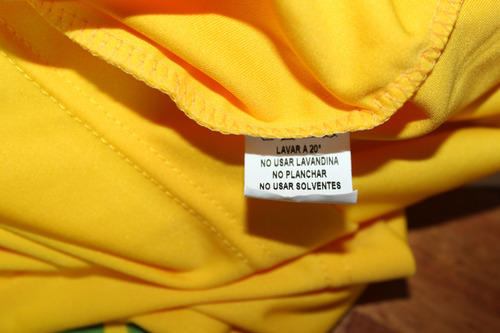 LAVAR A 20°
NO USAR LAVANDINA
NO PLANCHAR
NO USAR SOLVENTES